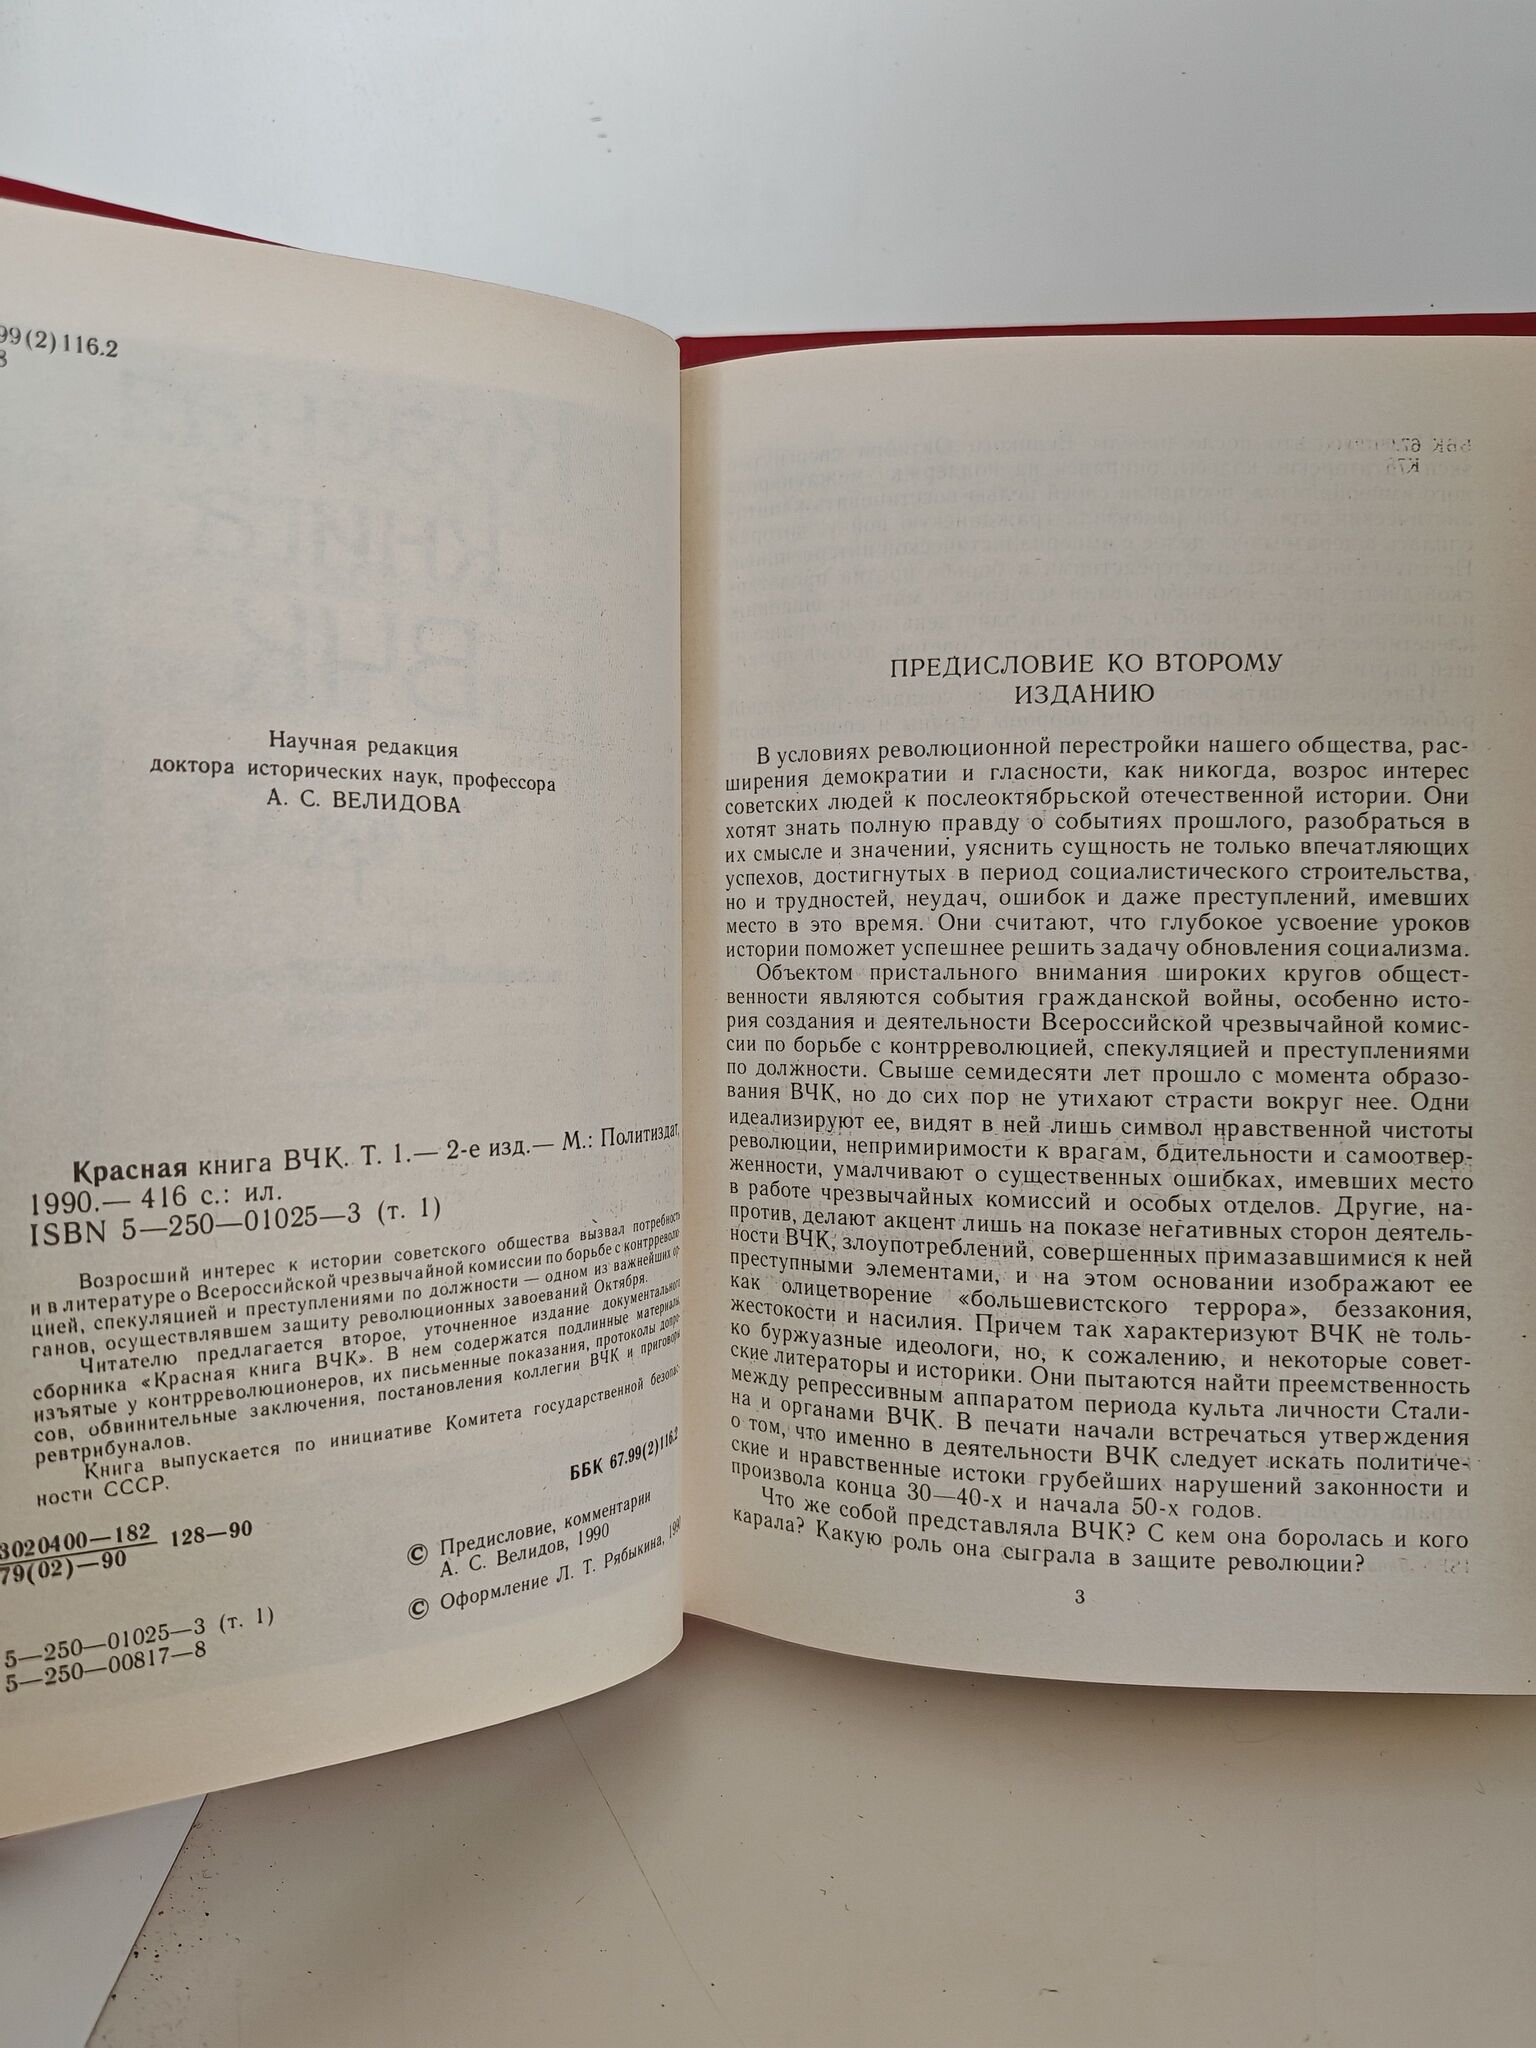 99(2)116.2
8
Научная редакция
доктора исторических наук, профессора
А. С. ВЕЛИДОВА
Красная книга ВЧК. Т. 1.— 2-е изд.— М.: Политиздат,
1990.— 416 с.: ил.
ISBN 5—250—01025—3 (т. 1)
Возросший интерес к истории советского общества вызвал потребность
и в литературе о Всероссийской чрезвычайной комиссии по борьбе с контрреволю-
цией, спекуляцией и преступлениями по должности — одном из важнейших ор-
ганов, осуществлявшем защиту революционных завоеваний Октября.
Читателю предлагается второе, уточненное издание документального
сборника «Красная книга ВЧК». В нем содержатся подлинные материалы,
изъятые у контрреволюционеров, их письменные показания, протоколы допро-
сов, обвинительные заключения, постановления коллегии ВЧК и приговоры
ревтрибуналов.
Книга выпускается по инициативе Комитета государственной безопас-
ности СССР.
ББК 67.99(2)116.2
3020400—182
79(02)—90
128—90
© Предисловие, комментарии
А. С. Велидов, 1990
© Оформление Л. Т. Рябыкина, 1990
5—250—01025—3 (т. 1)
5—250—00817—8
ПРЕДИСЛОВИЕ КО ВТОРОМУ
ИЗДАНИЮ
В условиях революционной перестройки нашего общества, рас-
ширения демократии и гласности, как никогда, возрос интерес
советских людей к послеоктябрьской отечественной истории. Они
хотят знать полную правду о событиях прошлого, разобраться в
их смысле и значении, уяснить сущность не только впечатляющих
успехов, достигнутых в период социалистического строительства,
но и трудностей, неудач, ошибок и даже преступлений, имевших
место в это время. Они считают, что глубокое усвоение уроков
истории поможет успешнее решить задачу обновления социализма.
Объектом пристального внимания широких кругов общест-
венности являются события гражданской войны, особенно исто-
рия создания и деятельности Всероссийской чрезвычайной комис-
сии по борьбе с контрреволюцией, спекуляцией и преступлениями
по должности. Свыше семидесяти лет прошло с момента образо-
вания ВЧК, но до сих пор не утихают страсти вокруг нее. Одни
идеализируют ее, видят в ней лишь символ нравственной чистоты
революции, непримиримости к врагам, бдительности и самоотвер-
женности, умалчивают о существенных ошибках, имевших место
в работе чрезвычайных комиссий и особых отделов. Другие, на-
против, делают акцент лишь на показе негативных сторон деятель-
ности ВЧК, злоупотреблений, совершенных примазавшимися к ней
преступными элементами, и на этом основании изображают ее
как олицетворение «большевистского террора», беззакония,
жестокости и насилия. Причем так характеризуют ВЧК не толь-
ко буржуазные идеологи, но, к сожалению, и некоторые совет-
ские литераторы и историки. Они пытаются найти преемственность
между репрессивным аппаратом периода культа личности Стали-
на и органами ВЧК. В печати начали встречаться утверждения
о том, что именно в деятельности ВЧК следует искать политиче-
ские и нравственные истоки грубейших нарушений законности и
произвола конца 30—40-х и начала 50-х годов.
Что же собой представляла ВЧК? С кем она боролась и кого
карала? Какую роль она сыграла в защите революции?
3